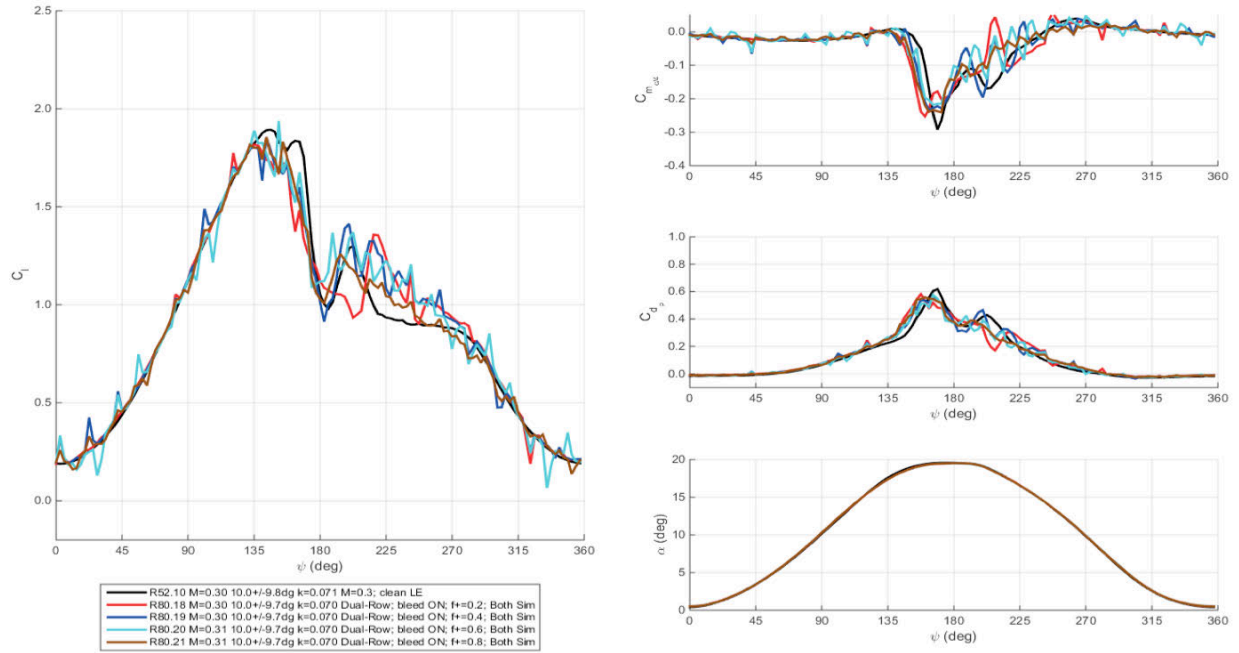 2.5
2.0
1.5
1.0
0.5
0.0
C_l
0 45 90 135 180 225 270 315 360
ψ (deg)
R52.10 M=0.30 10.0+/-9.8dg k=0.071 M=0.3; clean LE
R80.18 M=0.30 10.0+/-9.7dg k=0.070 Dual-Row; bleed ON; f+=0.2; Both Sim
R80.19 M=0.30 10.0+/-9.7dg k=0.070 Dual-Row; bleed ON; f+=0.4; Both Sim
R80.20 M=0.31 10.0+/-9.7dg k=0.070 Dual-Row; bleed ON; f+=0.6; Both Sim
R80.21 M=0.31 10.0+/-9.7dg k=0.070 Dual-Row; bleed ON; f+=0.8; Both Sim
0.0
-0.1
-0.2
-0.3
-0.4
C_m
0 45 90 135 180 225 270 315 360
ψ (deg)
1.0
0.8
0.6
0.4
0.2
0.0
C_d_p
0 45 90 135 180 225 270 315 360
ψ (deg)
20
15
10
5
0
α (deg)
0 45 90 135 180 225 270 315 360
ψ (deg)